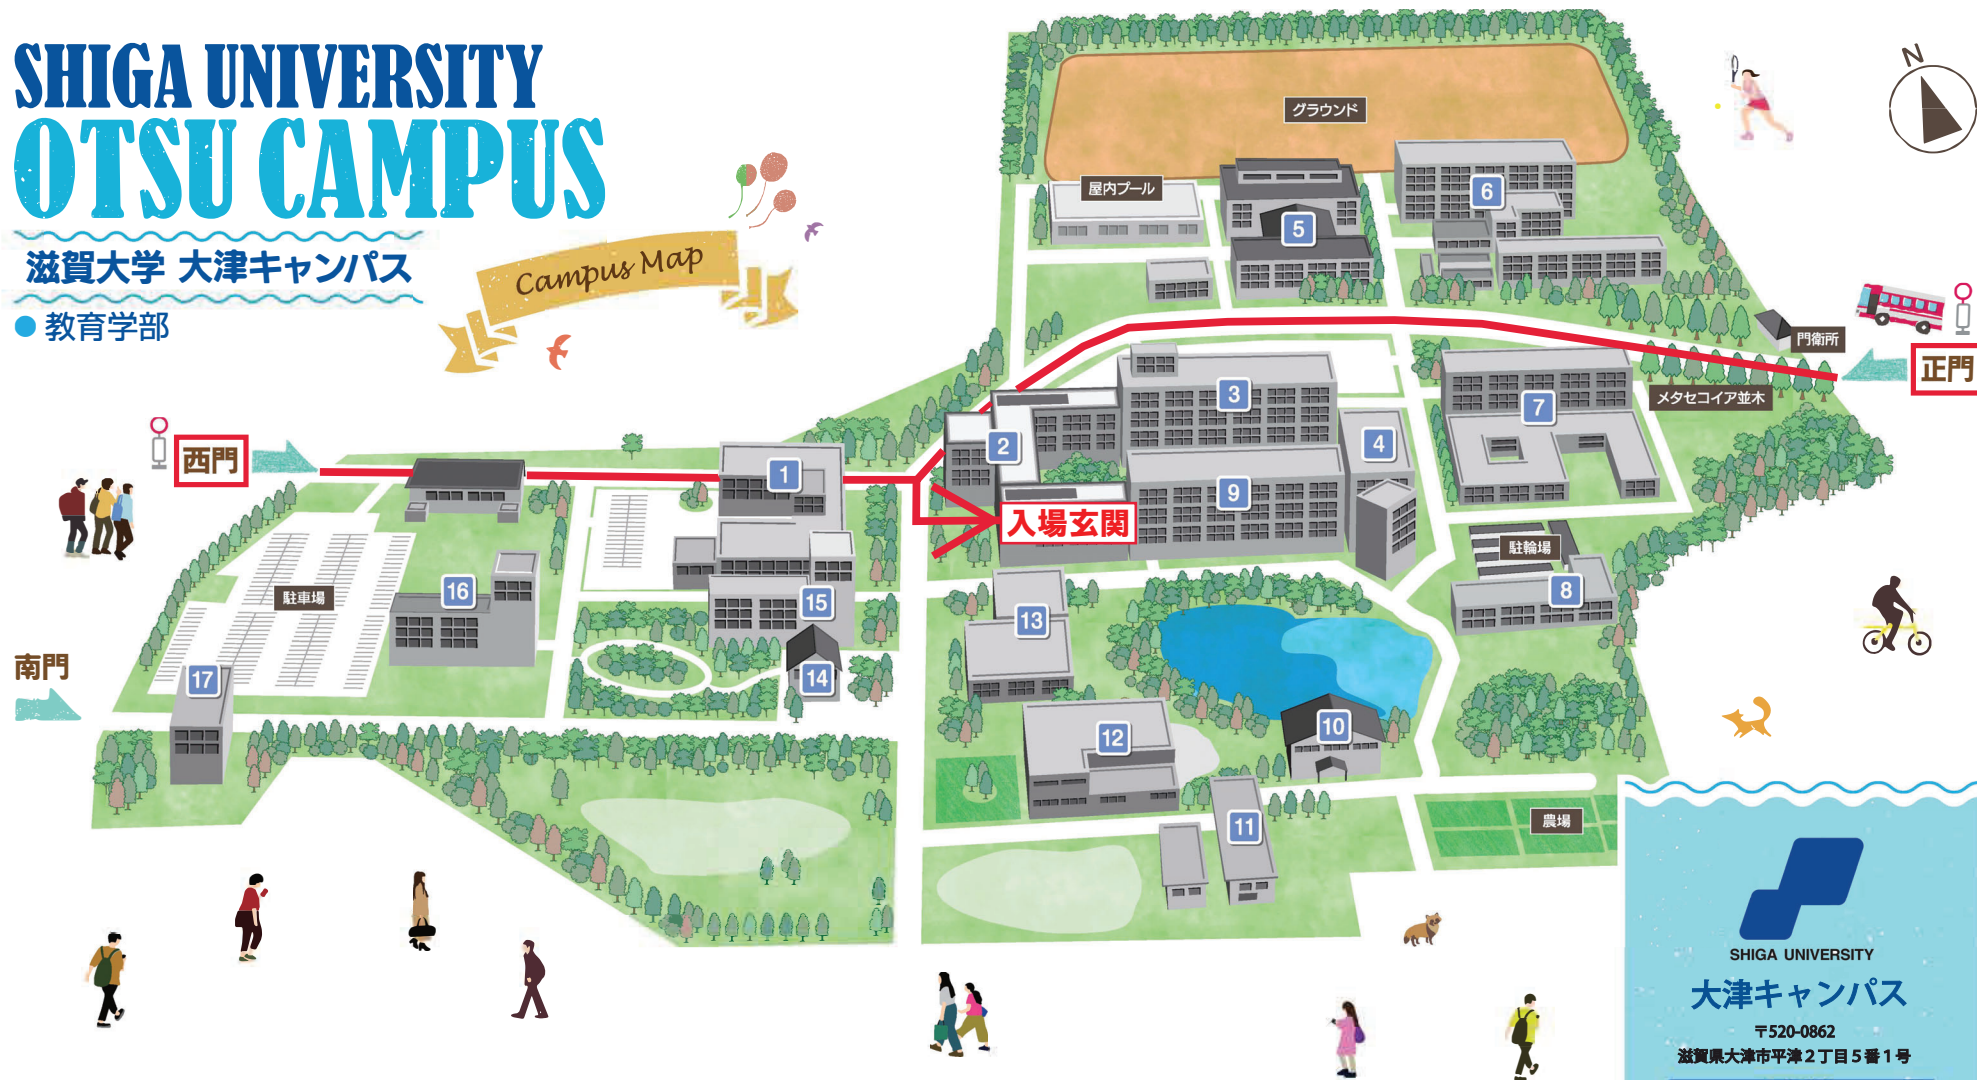 SHIGA UNIVERSITY
OTSU CAMPUS
滋賀大学 大津キャンパス
● 教育学部
Campus Map
N
グラウンド
屋内プール
6
5
門衛所
正門
メタセコイア並木
3
7
2
4
西門
1
9
入場玄関
駐輪場
8
駐車場
16
15
13
14
南門
17
12
10
11
農場
SHIGA UNIVERSITY
大津キャンパス
〒520-0862
滋賀県大津市平津2丁目5番1号